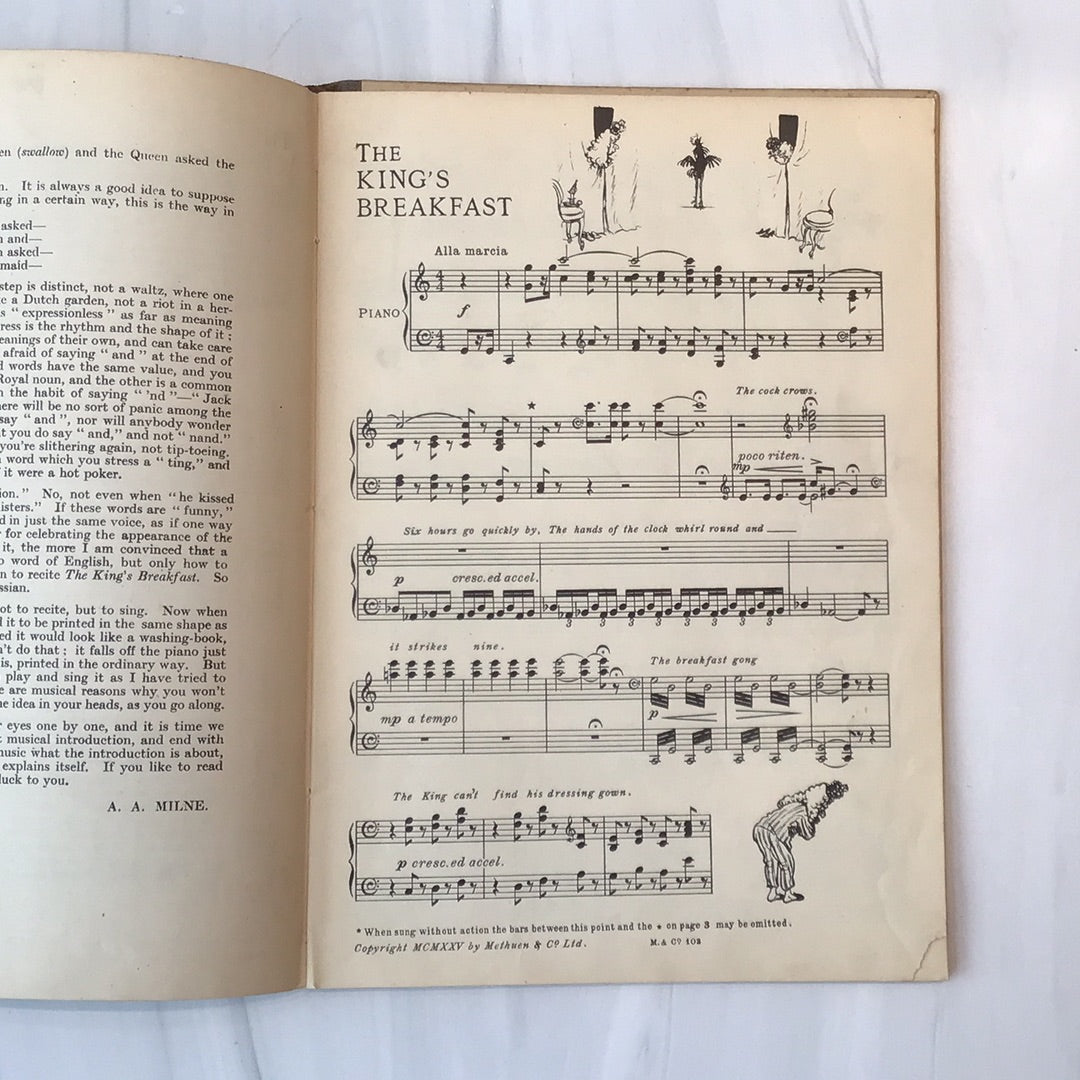 en (swallow) and the Queen asked the
n. It is always a good idea to suppose
ng in a certain way, this is the way in
asked—
and—
asked—
maid—
step is distinct, not a waltz, where one
a Dutch garden, not a riot in a her-
s "expressionless" as far as meaning
ress is the rhythm and the shape of it;
eanings of their own, and can take care
afraid of saying "and" at the end of
d words have the same value, and you
Royal noun, and the other is a common
n the habit of saying "'nd"—"Jack
ere will be no sort of panic among the
say "and", nor will anybody wonder
at you do say "and," and not "nand."
you're slithering again, not tip-toeing.
word which you stress a "ting," and
f it were a hot poker.
ion." No, not even when "he kissed
isters." If these words are "funny,"
d in just the same voice, as if one way
for celebrating the appearance of the
it, the more I am convinced that a
o word of English, but only how to
n to recite The King's Breakfast. So
ssian.
ot to recite, but to sing. Now when
d it to be printed in the same shape as
ed it would look like a washing-book,
't do that; it falls off the piano just
is, printed in the ordinary way. But
play and sing it as I have tried to
e are musical reasons why you won't
he idea in your heads, as you go along.
r eyes one by one, and it is time we
t musical introduction, and end with
music what the introduction is about,
explains itself. If you like to read
luck to you.
A. A. MILNE.
THE
KING'S
BREAKFAST
Alla marcia
PIANO
f
The cock crows.
poco riten.
mp
Six hours go quickly by, The hands of the clock whirl round and
p cresc. ed accel.
3 3 3 3 3 3 3 3
it strikes nine.
The breakfast gong
mp a tempo
p
The King can't find his dressing gown.
p cresc. ed accel.
* When sung without action the bars between this point and the * on page 3 may be omitted.
Copyright MCMXXV by Methuen & Co Ltd. M. & Co 103